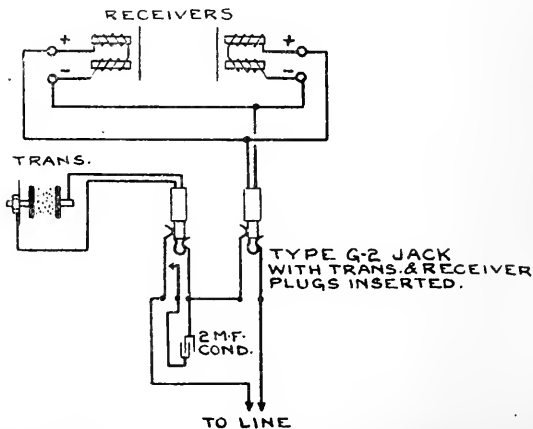 RECEIVERS
+
+
-
-
TRANS.
TYPE G-2 JACK
WITH TRANS. & RECEIVER
PLUGS INSERTED.
2 M.F.
COND.
TO LINE